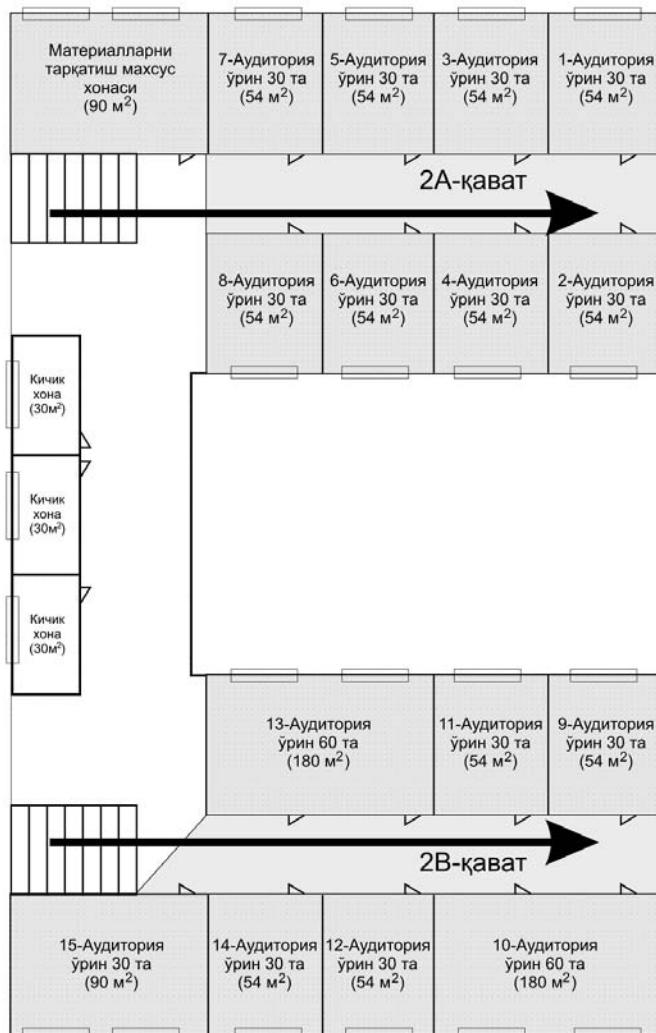 Материалларни
тарқатиш махсус
хонаси
(90 м²)
7-Аудитория
ўрин 30 та
(54 м²)
5-Аудитория
ўрин 30 та
(54 м²)
3-Аудитория
ўрин 30 та
(54 м²)
1-Аудитория
ўрин 30 та
(54 м²)
2А-қават
8-Аудитория
ўрин 30 та
(54 м²)
6-Аудитория
ўрин 30 та
(54 м²)
4-Аудитория
ўрин 30 та
(54 м²)
2-Аудитория
ўрин 30 та
(54 м²)
Кичик
хона
(30м²)
Кичик
хона
(30м²)
Кичик
хона
(30м²)
13-Аудитория
ўрин 60 та
(180 м²)
11-Аудитория
ўрин 30 та
(54 м²)
9-Аудитория
ўрин 30 та
(54 м²)
2В-қават
15-Аудитория
ўрин 30 та
(90 м²)
14-Аудитория
ўрин 30 та
(54 м²)
12-Аудитория
ўрин 30 та
(54 м²)
10-Аудитория
ўрин 60 та
(180 м²)